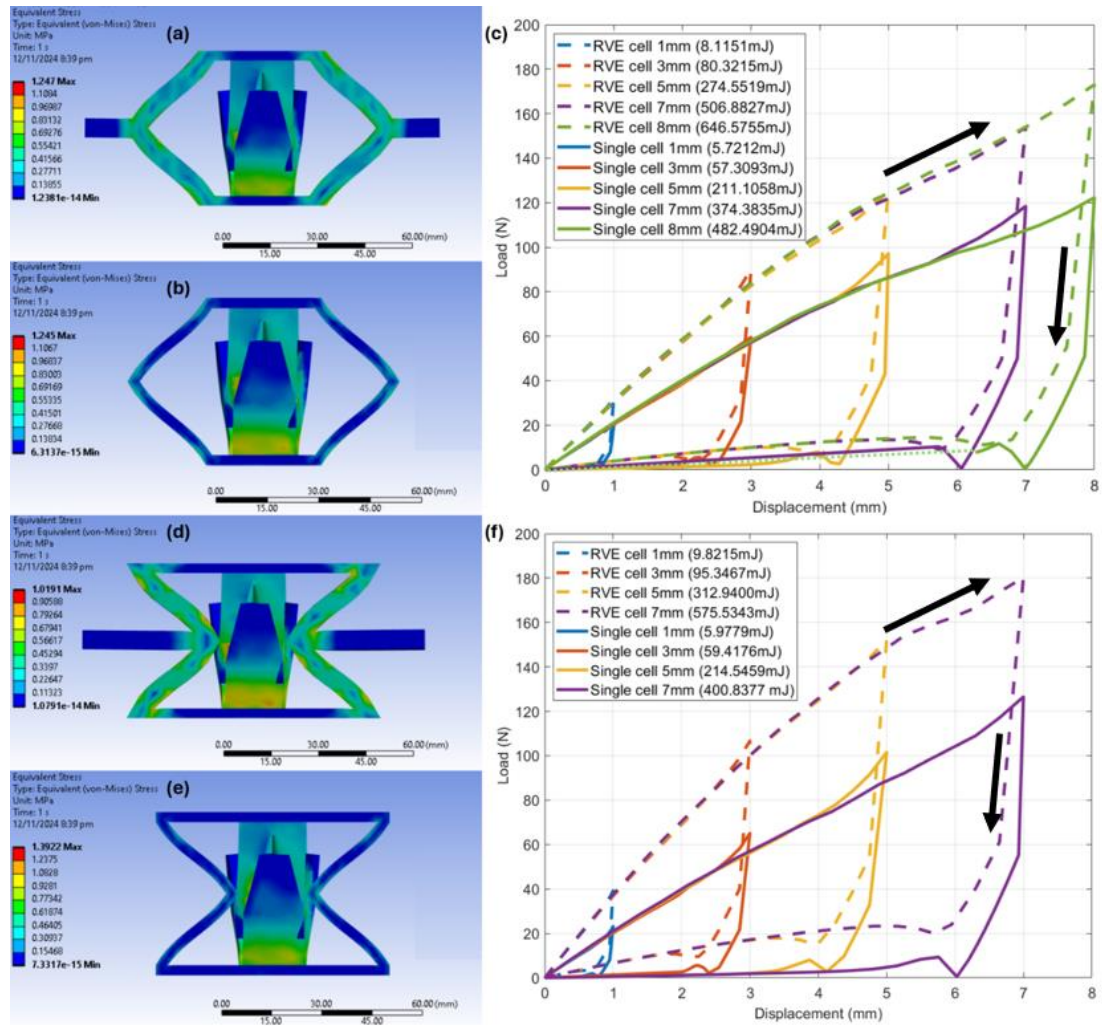 Equivalent Stress
Type: Equivalent (von-Mises) Stress
Unit: MPa
Time: 1 s
12/11/2024 8:39 pm
(a)
1.247 Max
1.1084
0.96987
0.83132
0.69276
0.55421
0.41566
0.27711
0.13855
1.2381e-14 Min
0.00 30.00 60.00 (mm)
15.00 45.00
Equivalent Stress
Type: Equivalent (von-Mises) Stress
Unit: MPa
Time: 1 s
12/11/2024 8:39 pm
(b)
1.245 Max
1.1067
0.96837
0.83003
0.69169
0.55335
0.41501
0.27668
0.13834
6.3137e-15 Min
0.00 30.00 60.00 (mm)
15.00 45.00
(c)
200
180
160
140
120
100
80
60
40
20
0
Load (N)
RVE cell 1mm (8.1151mJ)
RVE cell 3mm (80.3215mJ)
RVE cell 5mm (274.5519mJ)
RVE cell 7mm (506.8827mJ)
RVE cell 8mm (646.5755mJ)
Single cell 1mm (5.7212mJ)
Single cell 3mm (57.3093mJ)
Single cell 5mm (211.1058mJ)
Single cell 7mm (374.3835mJ)
Single cell 8mm (482.4904mJ)
0 1 2 3 4 5 6 7 8
Displacement (mm)
Equivalent Stress
Type: Equivalent (von-Mises) Stress
Unit: MPa
Time: 1 s
12/11/2024 8:39 pm
(d)
1.0191 Max
0.90588
0.79264
0.67941
0.56617
0.45294
0.3397
0.22647
0.11323
1.0791e-14 Min
0.00 30.00 60.00 (mm)
15.00 45.00
Equivalent Stress
Type: Equivalent (von-Mises) Stress
Unit: MPa
Time: 1 s
12/11/2024 8:39 pm
(e)
1.3922 Max
1.2375
1.0828
0.9281
0.77342
0.61874
0.46405
0.30937
0.15468
7.3317e-15 Min
0.00 30.00 60.00 (mm)
15.00 45.00
(f)
200
180
160
140
120
100
80
60
40
20
0
Load (N)
RVE cell 1mm (9.8215mJ)
RVE cell 3mm (95.3467mJ)
RVE cell 5mm (312.9400mJ)
RVE cell 7mm (575.5343mJ)
Single cell 1mm (5.9779mJ)
Single cell 3mm (59.4176mJ)
Single cell 5mm (214.5459mJ)
Single cell 7mm (400.8377 mJ)
0 1 2 3 4 5 6 7 8
Displacement (mm)